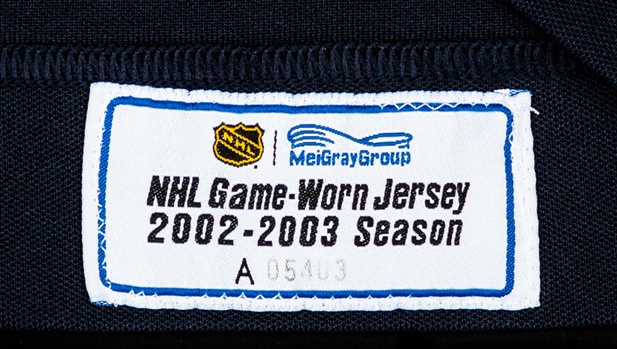 NHL
MeiGrayGroup
NHL Game-Worn Jersey
2002-2003 Season
A 05403